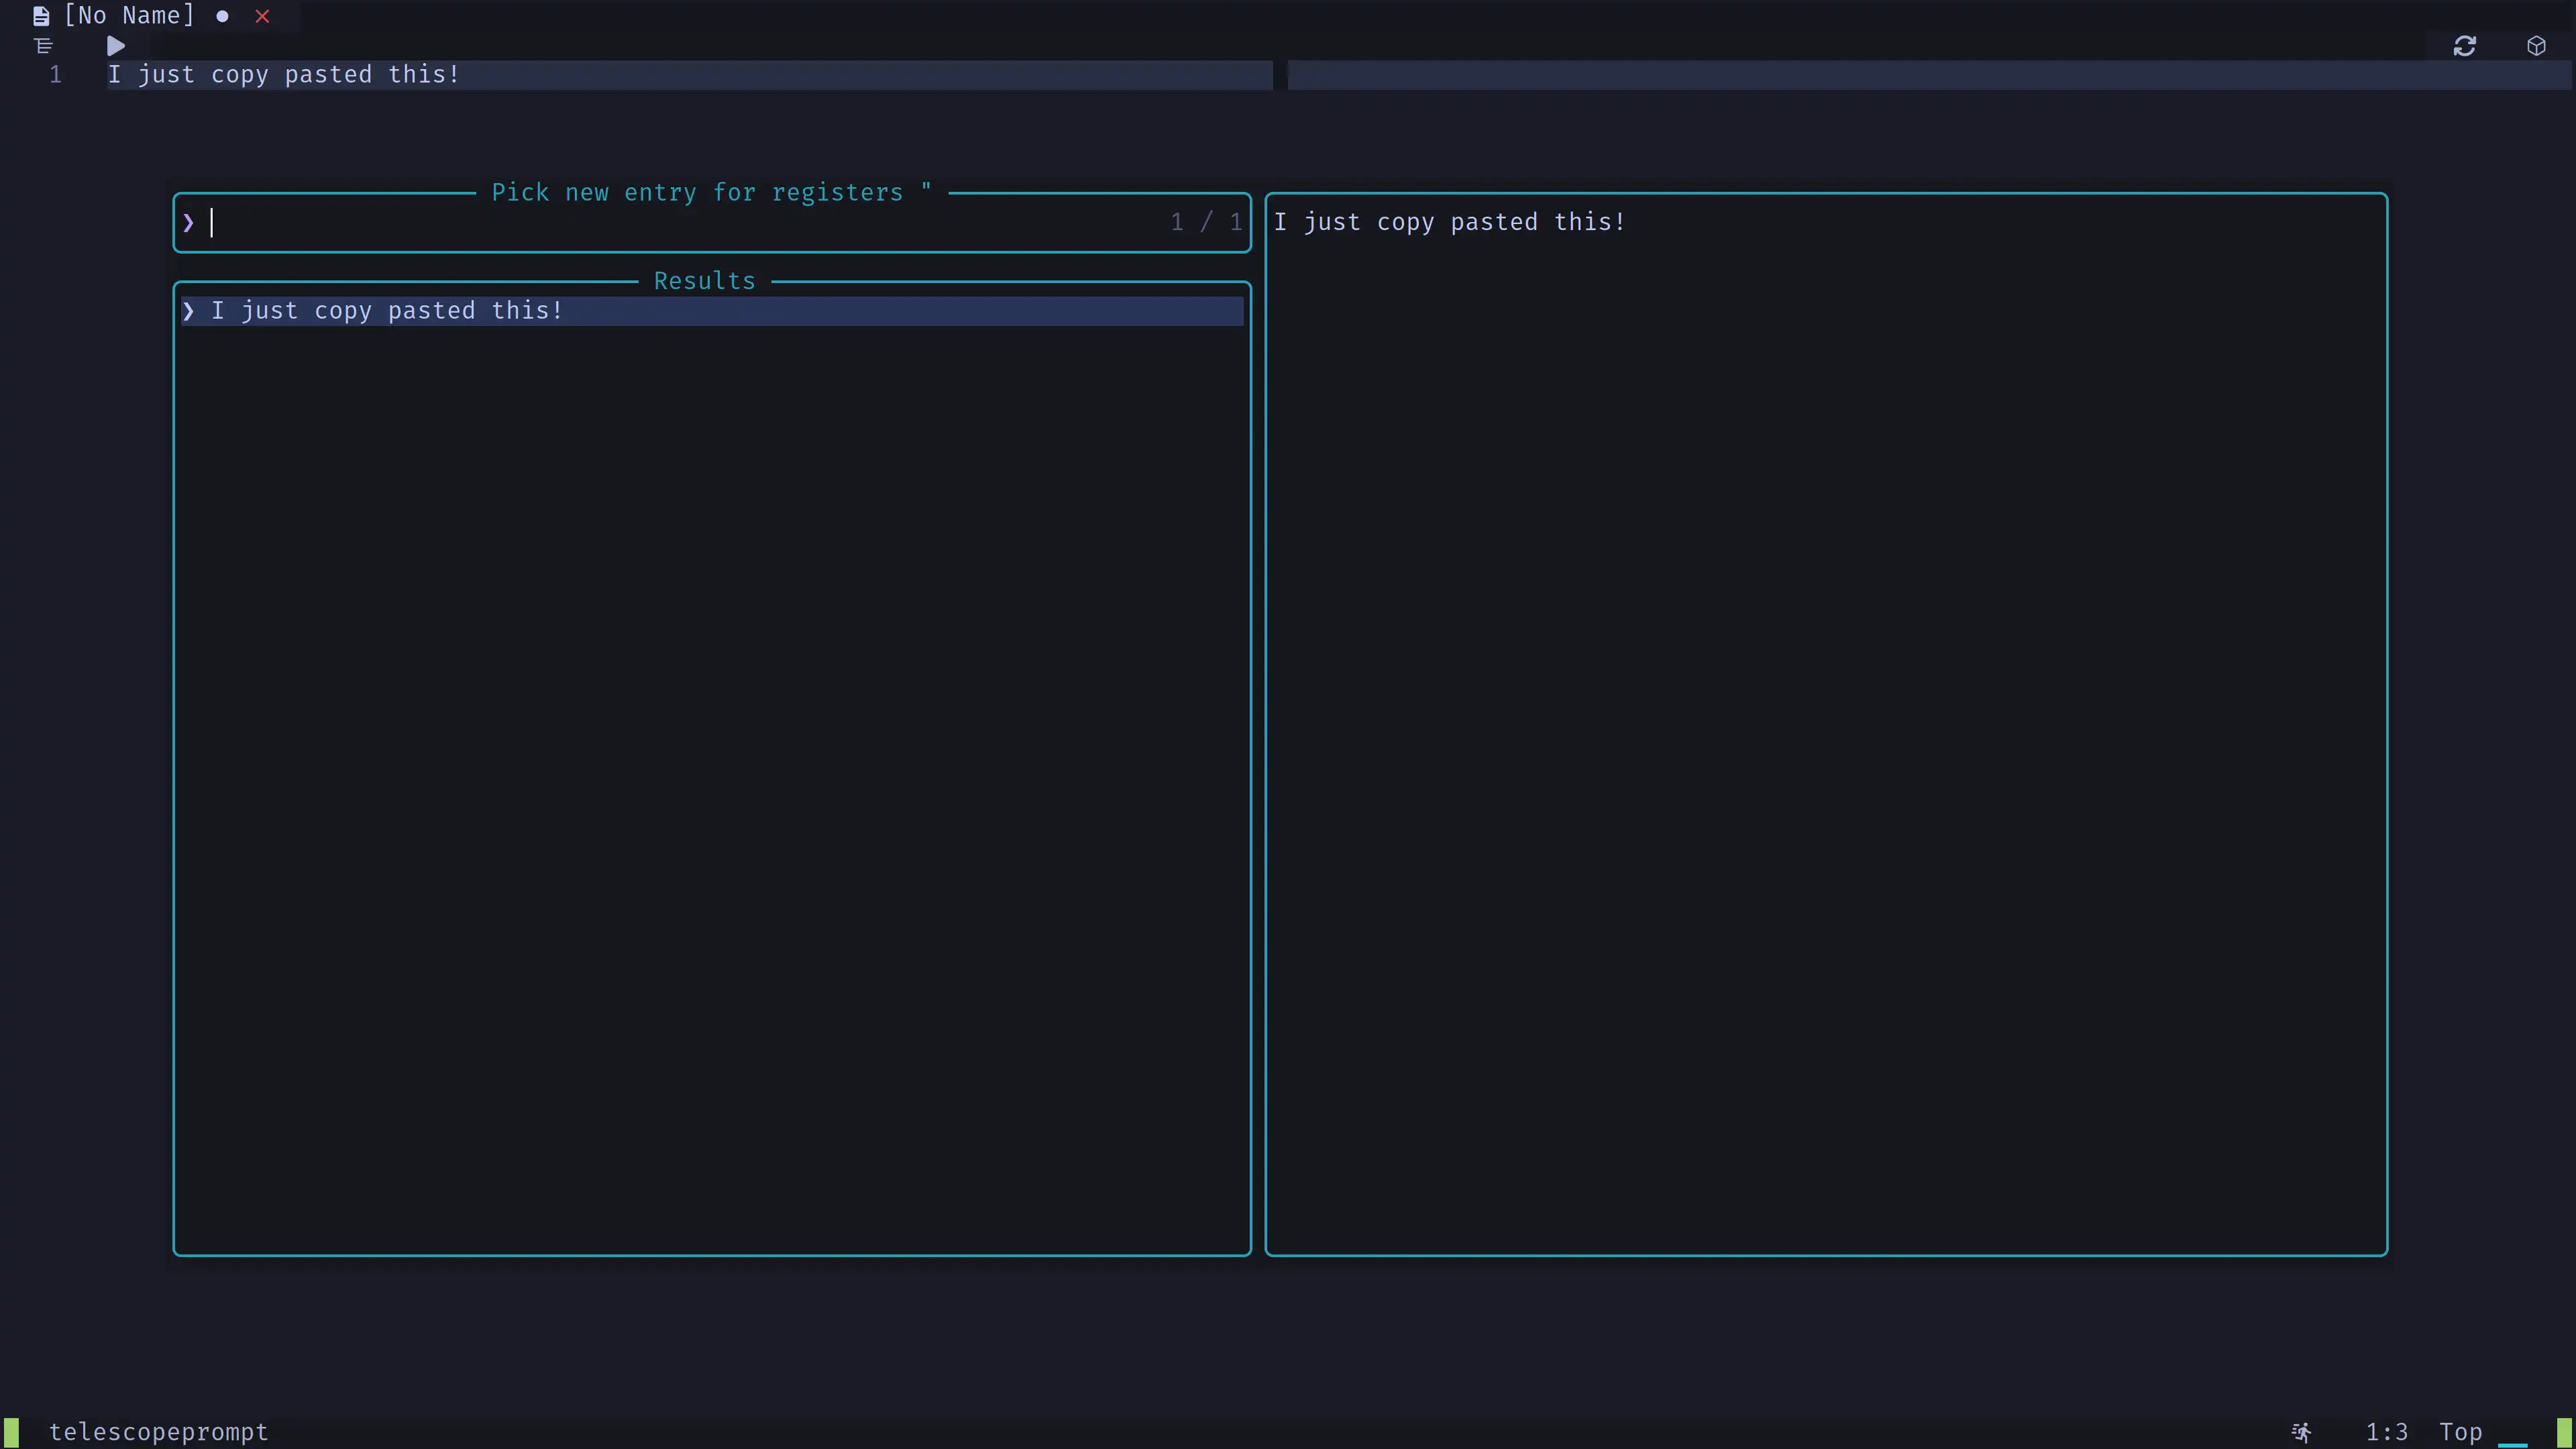 [No Name] ● ×
1 I just copy pasted this!
Pick new entry for registers "
❯ 1 / 1
Results
❯ I just copy pasted this!
I just copy pasted this!
telescopeprompt 1:3 Top